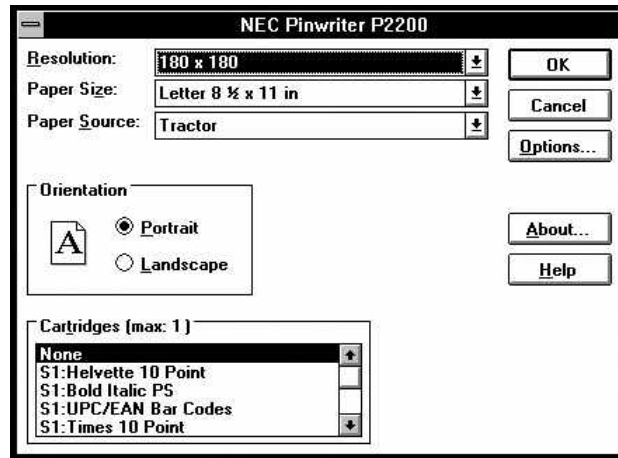 NEC Pinwriter P2200
Resolution: 180 x 180
OK
Paper Size: Letter 8 ½ x 11 in
Cancel
Paper Source: Tractor
Options...
Orientation
A
Portrait
About...
Landscape
Help
Cartridges (max: 1)
None
S1:Helvette 10 Point
S1:Bold Italic PS
S1:UPC/EAN Bar Codes
S1:Times 10 Point